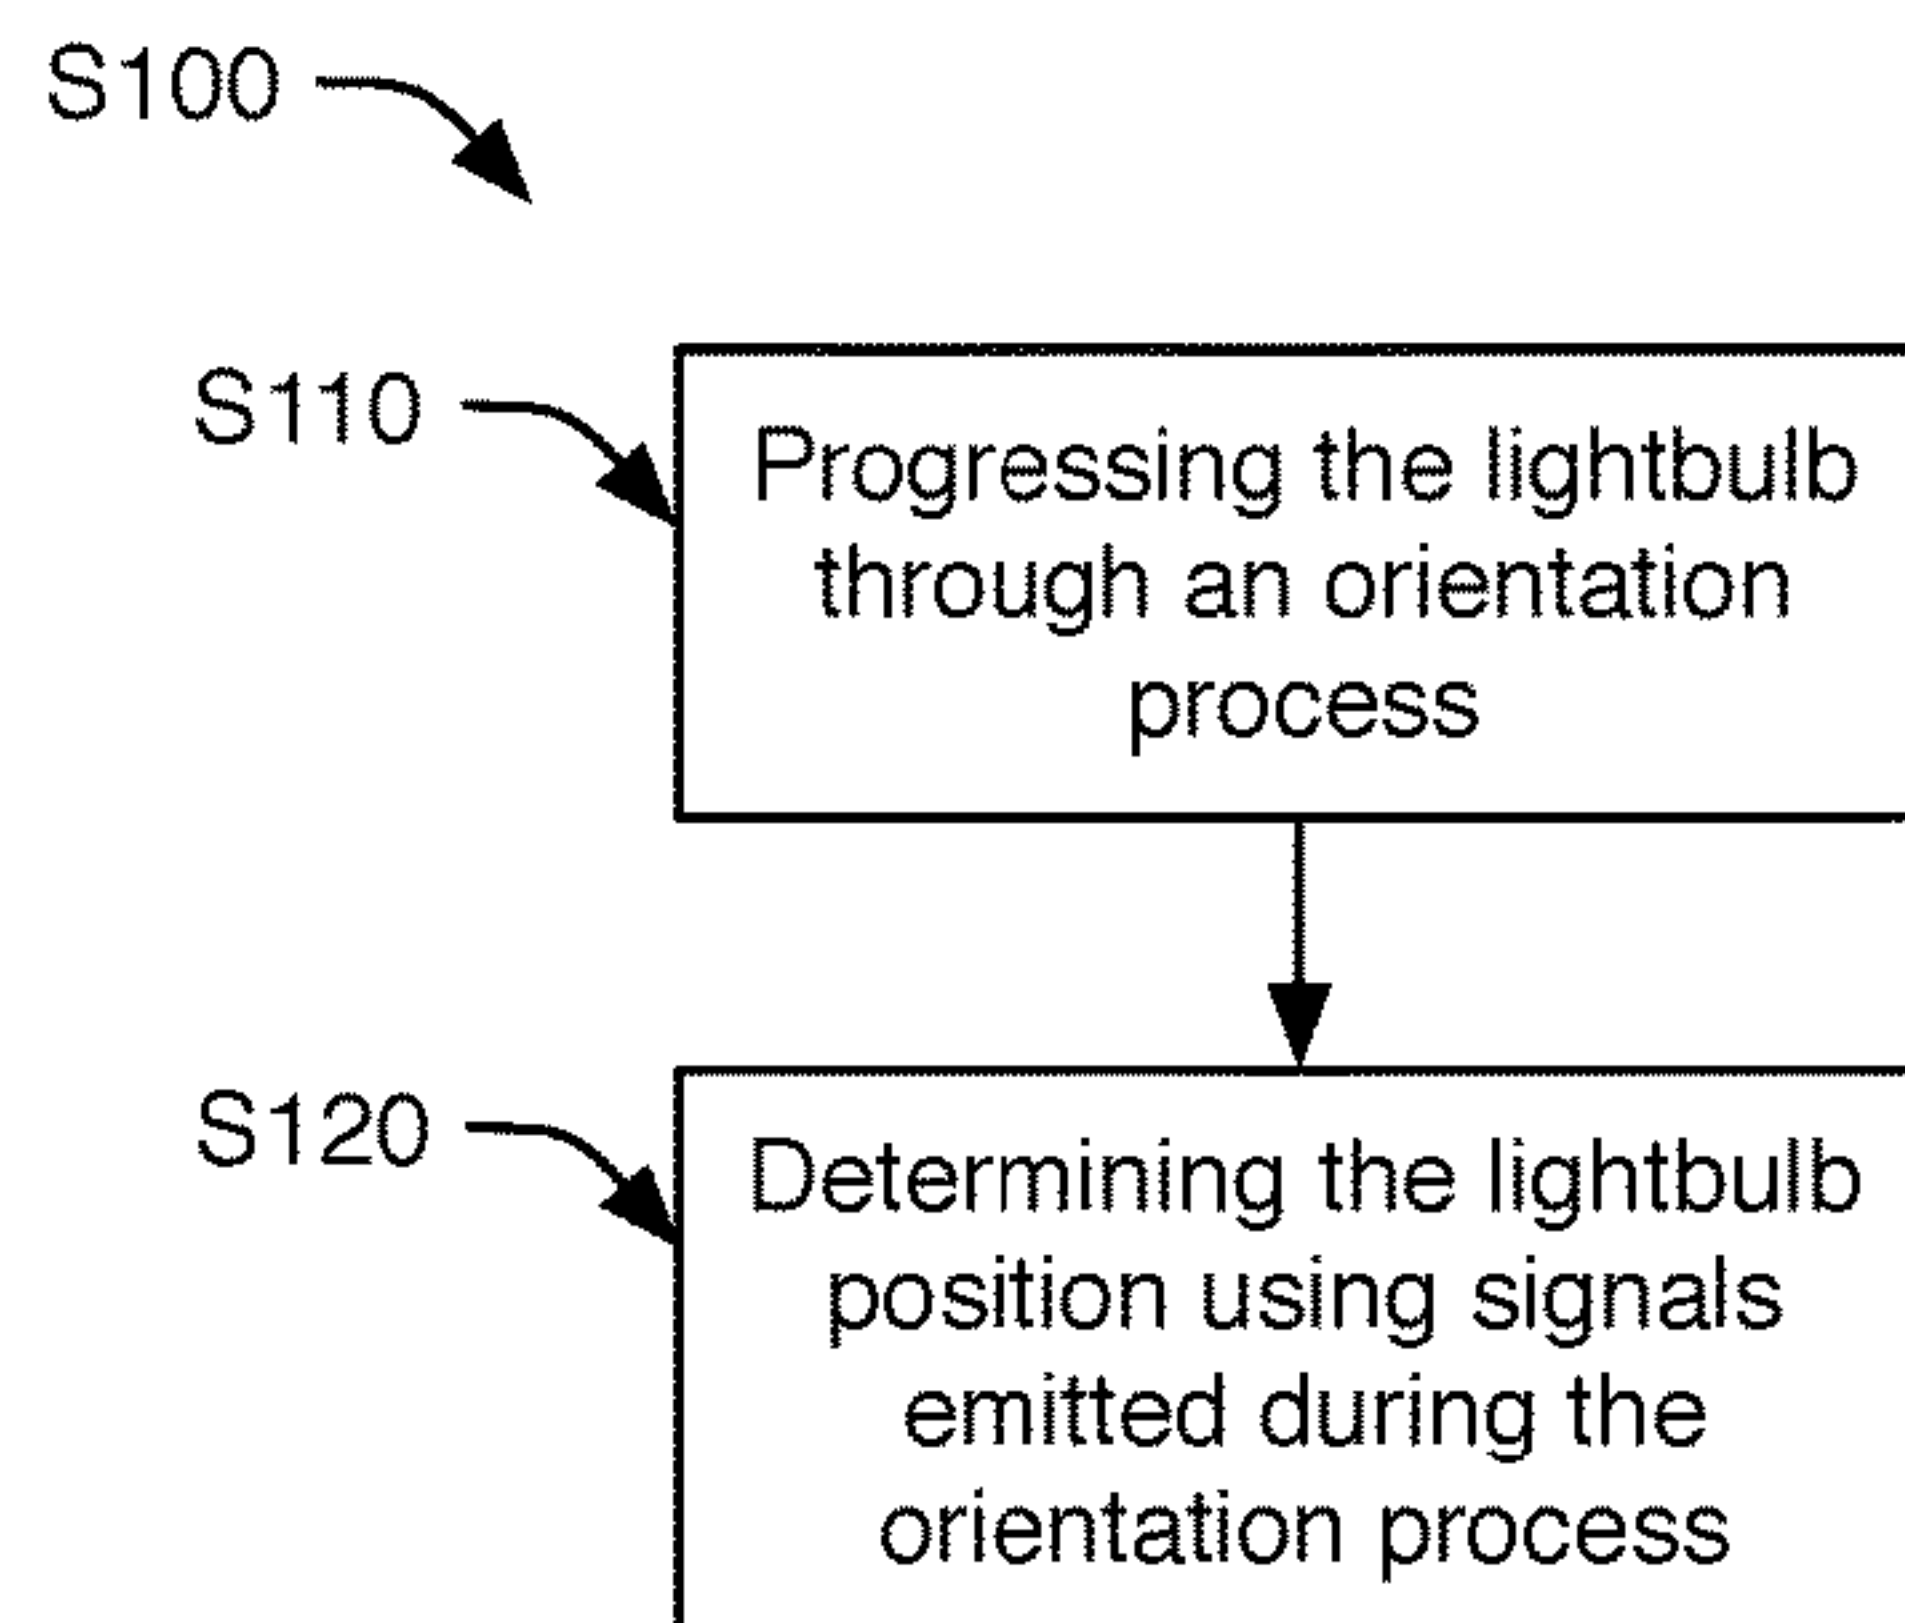 S100
S110
Progressing the lightbulb
through an orientation
process
S120
Determining the lightbulb
position using signals
emitted during the
orientation process